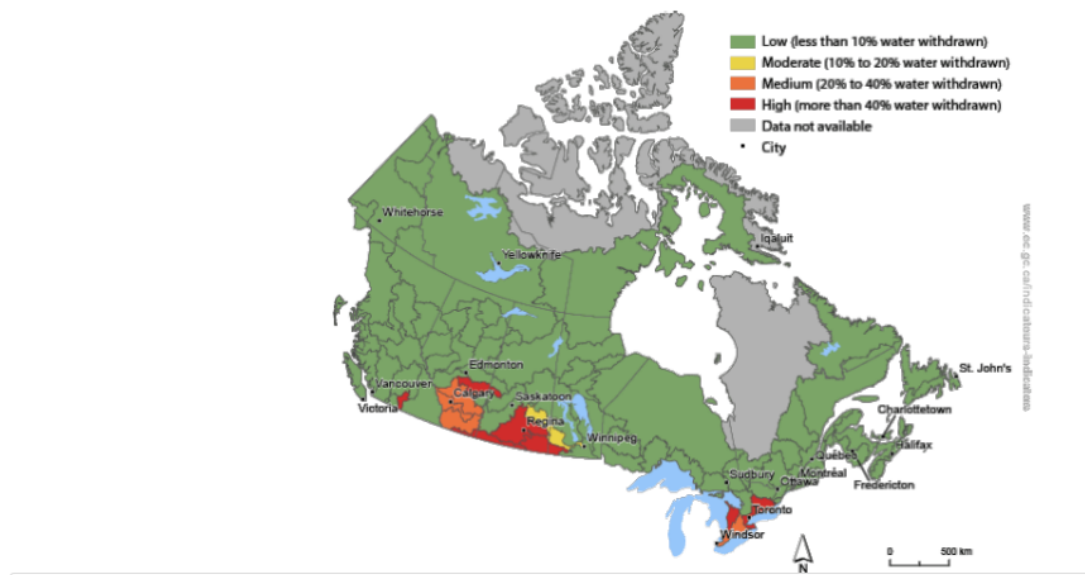 Low (less than 10% water withdrawn)
Moderate (10% to 20% water withdrawn)
Medium (20% to 40% water withdrawn)
High (more than 40% water withdrawn)
Data not available
City
Whitehorse
Iqaluit
Yellowknife
www.ec.gc.ca/indicateurs-indicators
Edmonton
St. John's
Vancouver
Calgary
Saskatoon
Victoria
Charlottetown
Regina
Winnipeg
Halifax
Québec
Sudbury
Montréal
Ottawa
Fredericton
Toronto
Windsor
0 500 km
N